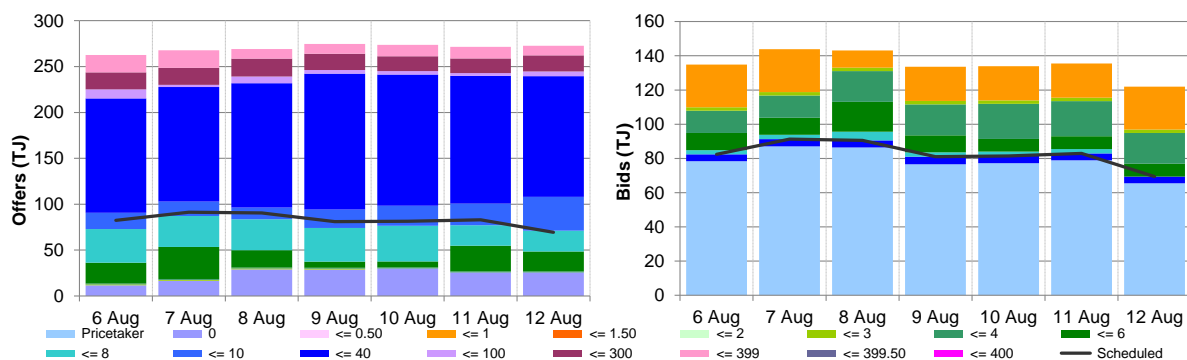 Offers (TJ)
300
250
200
150
100
50
0
6 Aug 7 Aug 8 Aug 9 Aug 10 Aug 11 Aug 12 Aug
Bids (TJ)
160
140
120
100
80
60
40
20
0
6 Aug 7 Aug 8 Aug 9 Aug 10 Aug 11 Aug 12 Aug
Pricetaker 0 <= 0.50 <= 1 <= 1.50 <= 2 <= 3 <= 4 <= 6
<= 8 <= 10 <= 40 <= 100 <= 300 <= 399 <= 399.50 <= 400 Scheduled